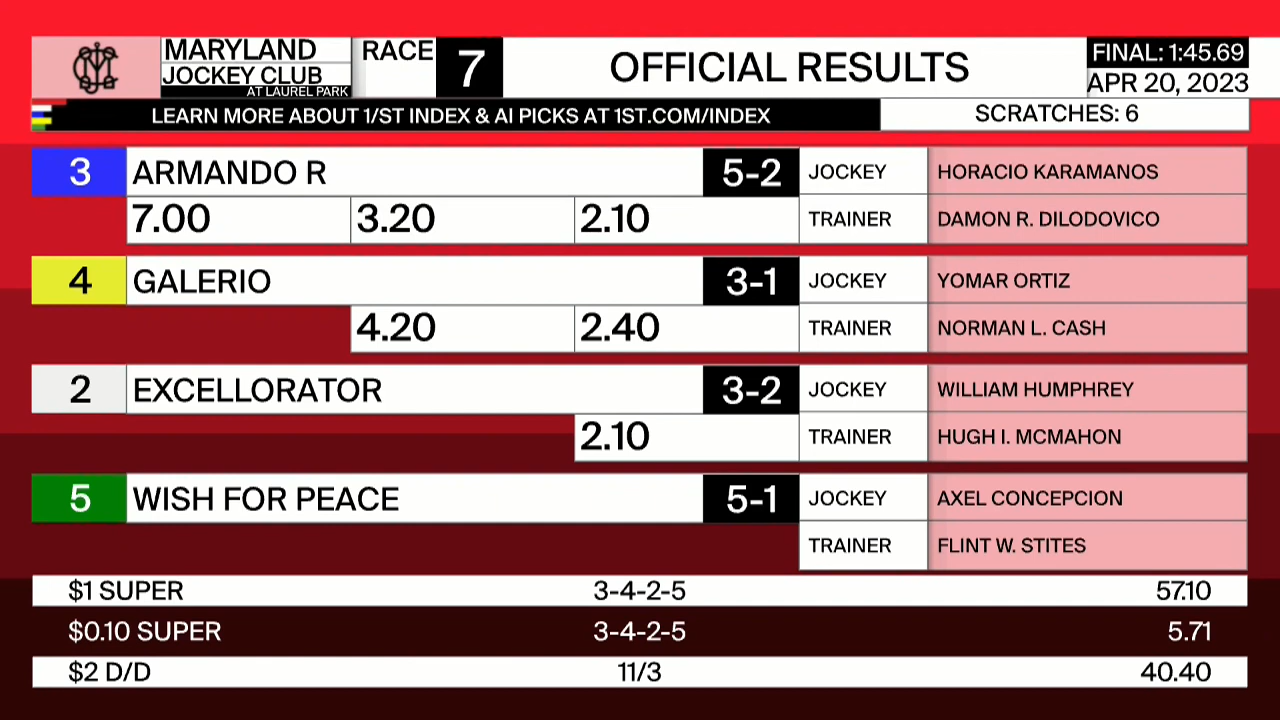 MARYLAND
JOCKEY CLUB
AT LAUREL PARK
RACE 7
OFFICIAL RESULTS
FINAL: 1:45.69
APR 20, 2023
LEARN MORE ABOUT 1/ST INDEX & AI PICKS AT 1ST.COM/INDEX
SCRATCHES: 6
3 ARMANDO R 5-2 JOCKEY HORACIO KARAMANOS
7.00 3.20 2.10 TRAINER DAMON R. DILODOVICO
4 GALERIO 3-1 JOCKEY YOMAR ORTIZ
4.20 2.40 TRAINER NORMAN L. CASH
2 EXCELLORATOR 3-2 JOCKEY WILLIAM HUMPHREY
2.10 TRAINER HUGH I. MCMAHON
5 WISH FOR PEACE 5-1 JOCKEY AXEL CONCEPCION
TRAINER FLINT W. STITES
$1 SUPER 3-4-2-5 57.10
$0.10 SUPER 3-4-2-5 5.71
$2 D/D 11/3 40.40